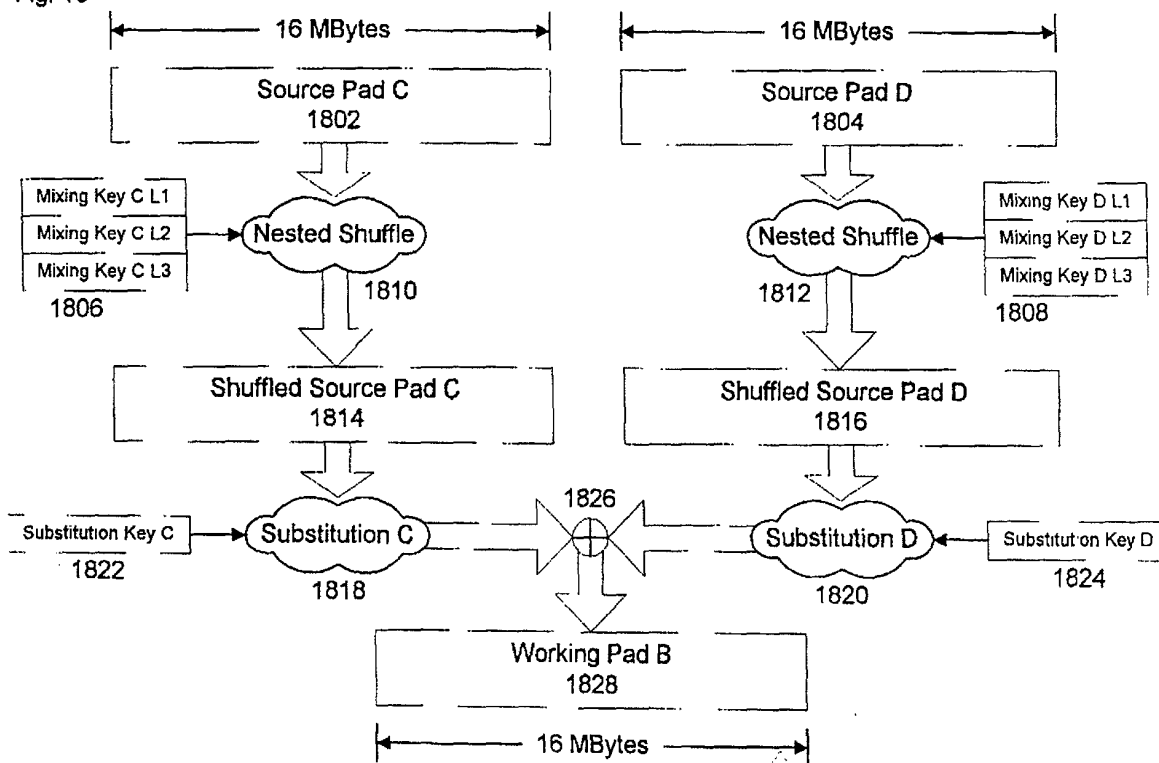 16 MBytes
16 MBytes
Source Pad C
1802
Source Pad D
1804
Mixing Key C L1
Mixing Key C L2
Mixing Key C L3
1806
Nested Shuffle
1810
Nested Shuffle
1812
Mixing Key D L1
Mixing Key D L2
Mixing Key D L3
1808
Shuffled Source Pad C
1814
Shuffled Source Pad D
1816
Substitution Key C
1822
Substitution C
1818
1826
Substitution D
1820
Substitution Key D
1824
Working Pad B
1828
16 MBytes